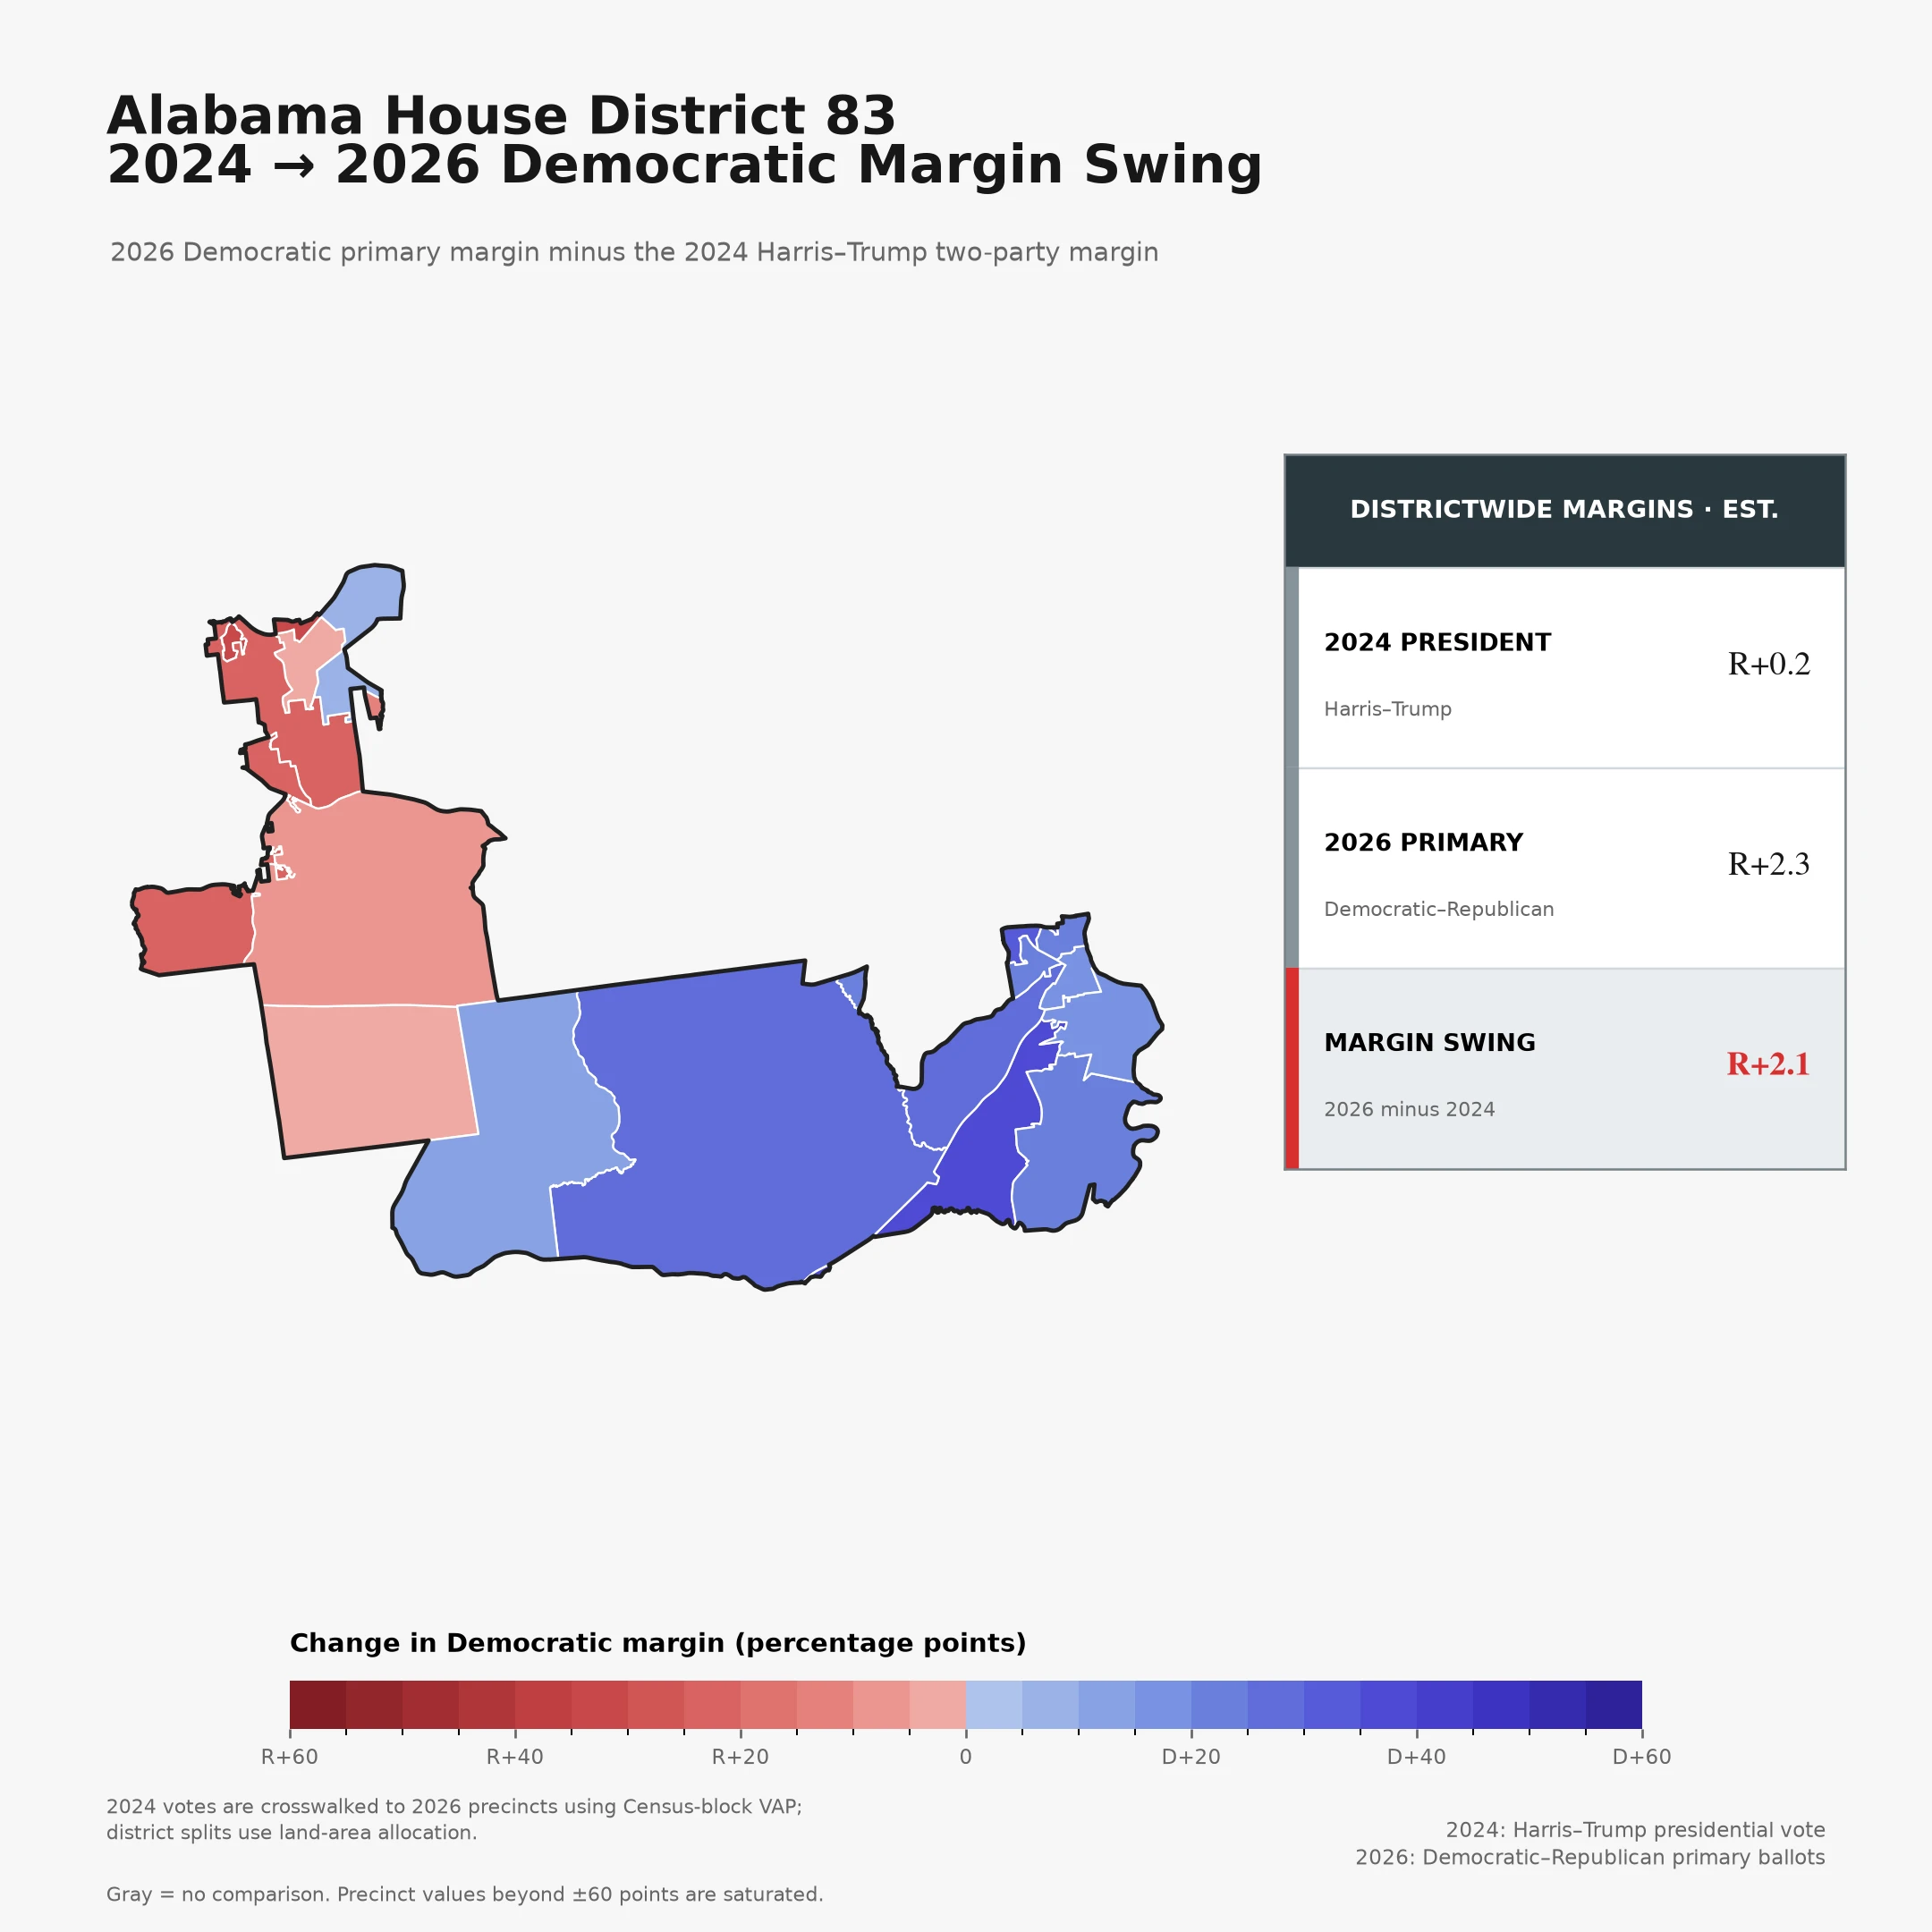 Alabama House District 83
2024 → 2026 Democratic Margin Swing
2026 Democratic primary margin minus the 2024 Harris–Trump two-party margin
DISTRICTWIDE MARGINS · EST.
2024 PRESIDENT
R+0.2
Harris–Trump
2026 PRIMARY
R+2.3
Democratic–Republican
MARGIN SWING
R+2.1
2026 minus 2024
Change in Democratic margin (percentage points)
R+60 R+40 R+20 0 D+20 D+40 D+60
2024 votes are crosswalked to 2026 precincts using Census-block VAP;
district splits use land-area allocation.
Gray = no comparison. Precinct values beyond ±60 points are saturated.
2024: Harris–Trump presidential vote
2026: Democratic–Republican primary ballots